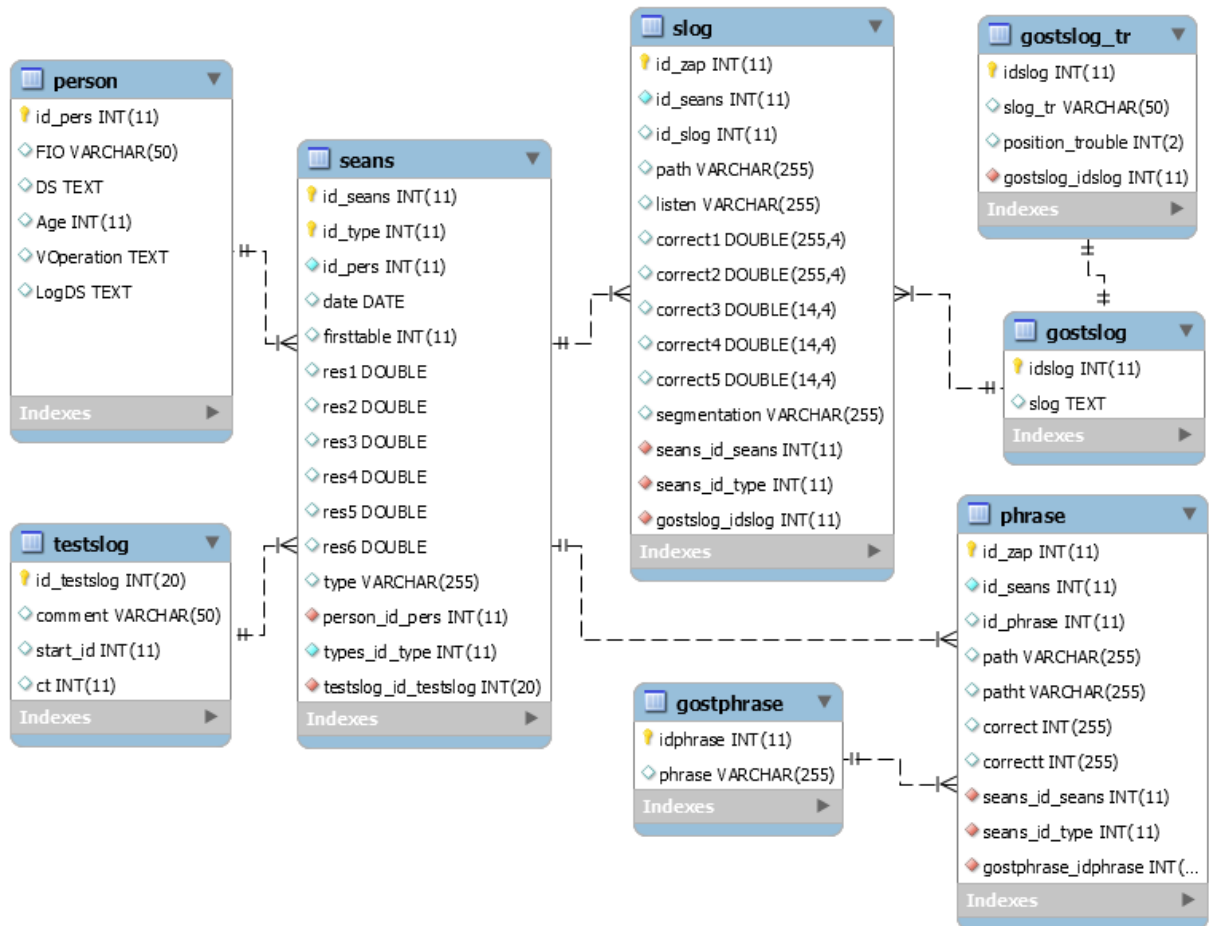 person
id_pers INT(11)
FIO VARCHAR(50)
DS TEXT
Age INT(11)
VOperation TEXT
LogDS TEXT
Indexes
testslog
id_testslog INT(20)
comment VARCHAR(50)
start_id INT(11)
ct INT(11)
Indexes
seans
id_seans INT(11)
id_type INT(11)
id_pers INT(11)
date DATE
firsttable INT(11)
res1 DOUBLE
res2 DOUBLE
res3 DOUBLE
res4 DOUBLE
res5 DOUBLE
res6 DOUBLE
type VARCHAR(255)
person_id_pers INT(11)
types_id_type INT(11)
testslog_id_testslog INT(20)
Indexes
slog
id_zap INT(11)
id_seans INT(11)
id_slog INT(11)
path VARCHAR(255)
listen VARCHAR(255)
correct1 DOUBLE(255,4)
correct2 DOUBLE(255,4)
correct3 DOUBLE(14,4)
correct4 DOUBLE(14,4)
correct5 DOUBLE(14,4)
segmentation VARCHAR(255)
seans_id_seans INT(11)
seans_id_type INT(11)
gostslog_idslog INT(11)
Indexes
gostphrase
idphrase INT(11)
phrase VARCHAR(255)
Indexes
gostslog_tr
idslog INT(11)
slog_tr VARCHAR(50)
position_trouble INT(2)
gostslog_idslog INT(11)
Indexes
gostslog
idslog INT(11)
slog TEXT
Indexes
phrase
id_zap INT(11)
id_seans INT(11)
id_phrase INT(11)
path VARCHAR(255)
patht VARCHAR(255)
correct INT(255)
correctt INT(255)
seans_id_seans INT(11)
seans_id_type INT(11)
gostphrase_idphrase INT(...
Indexes